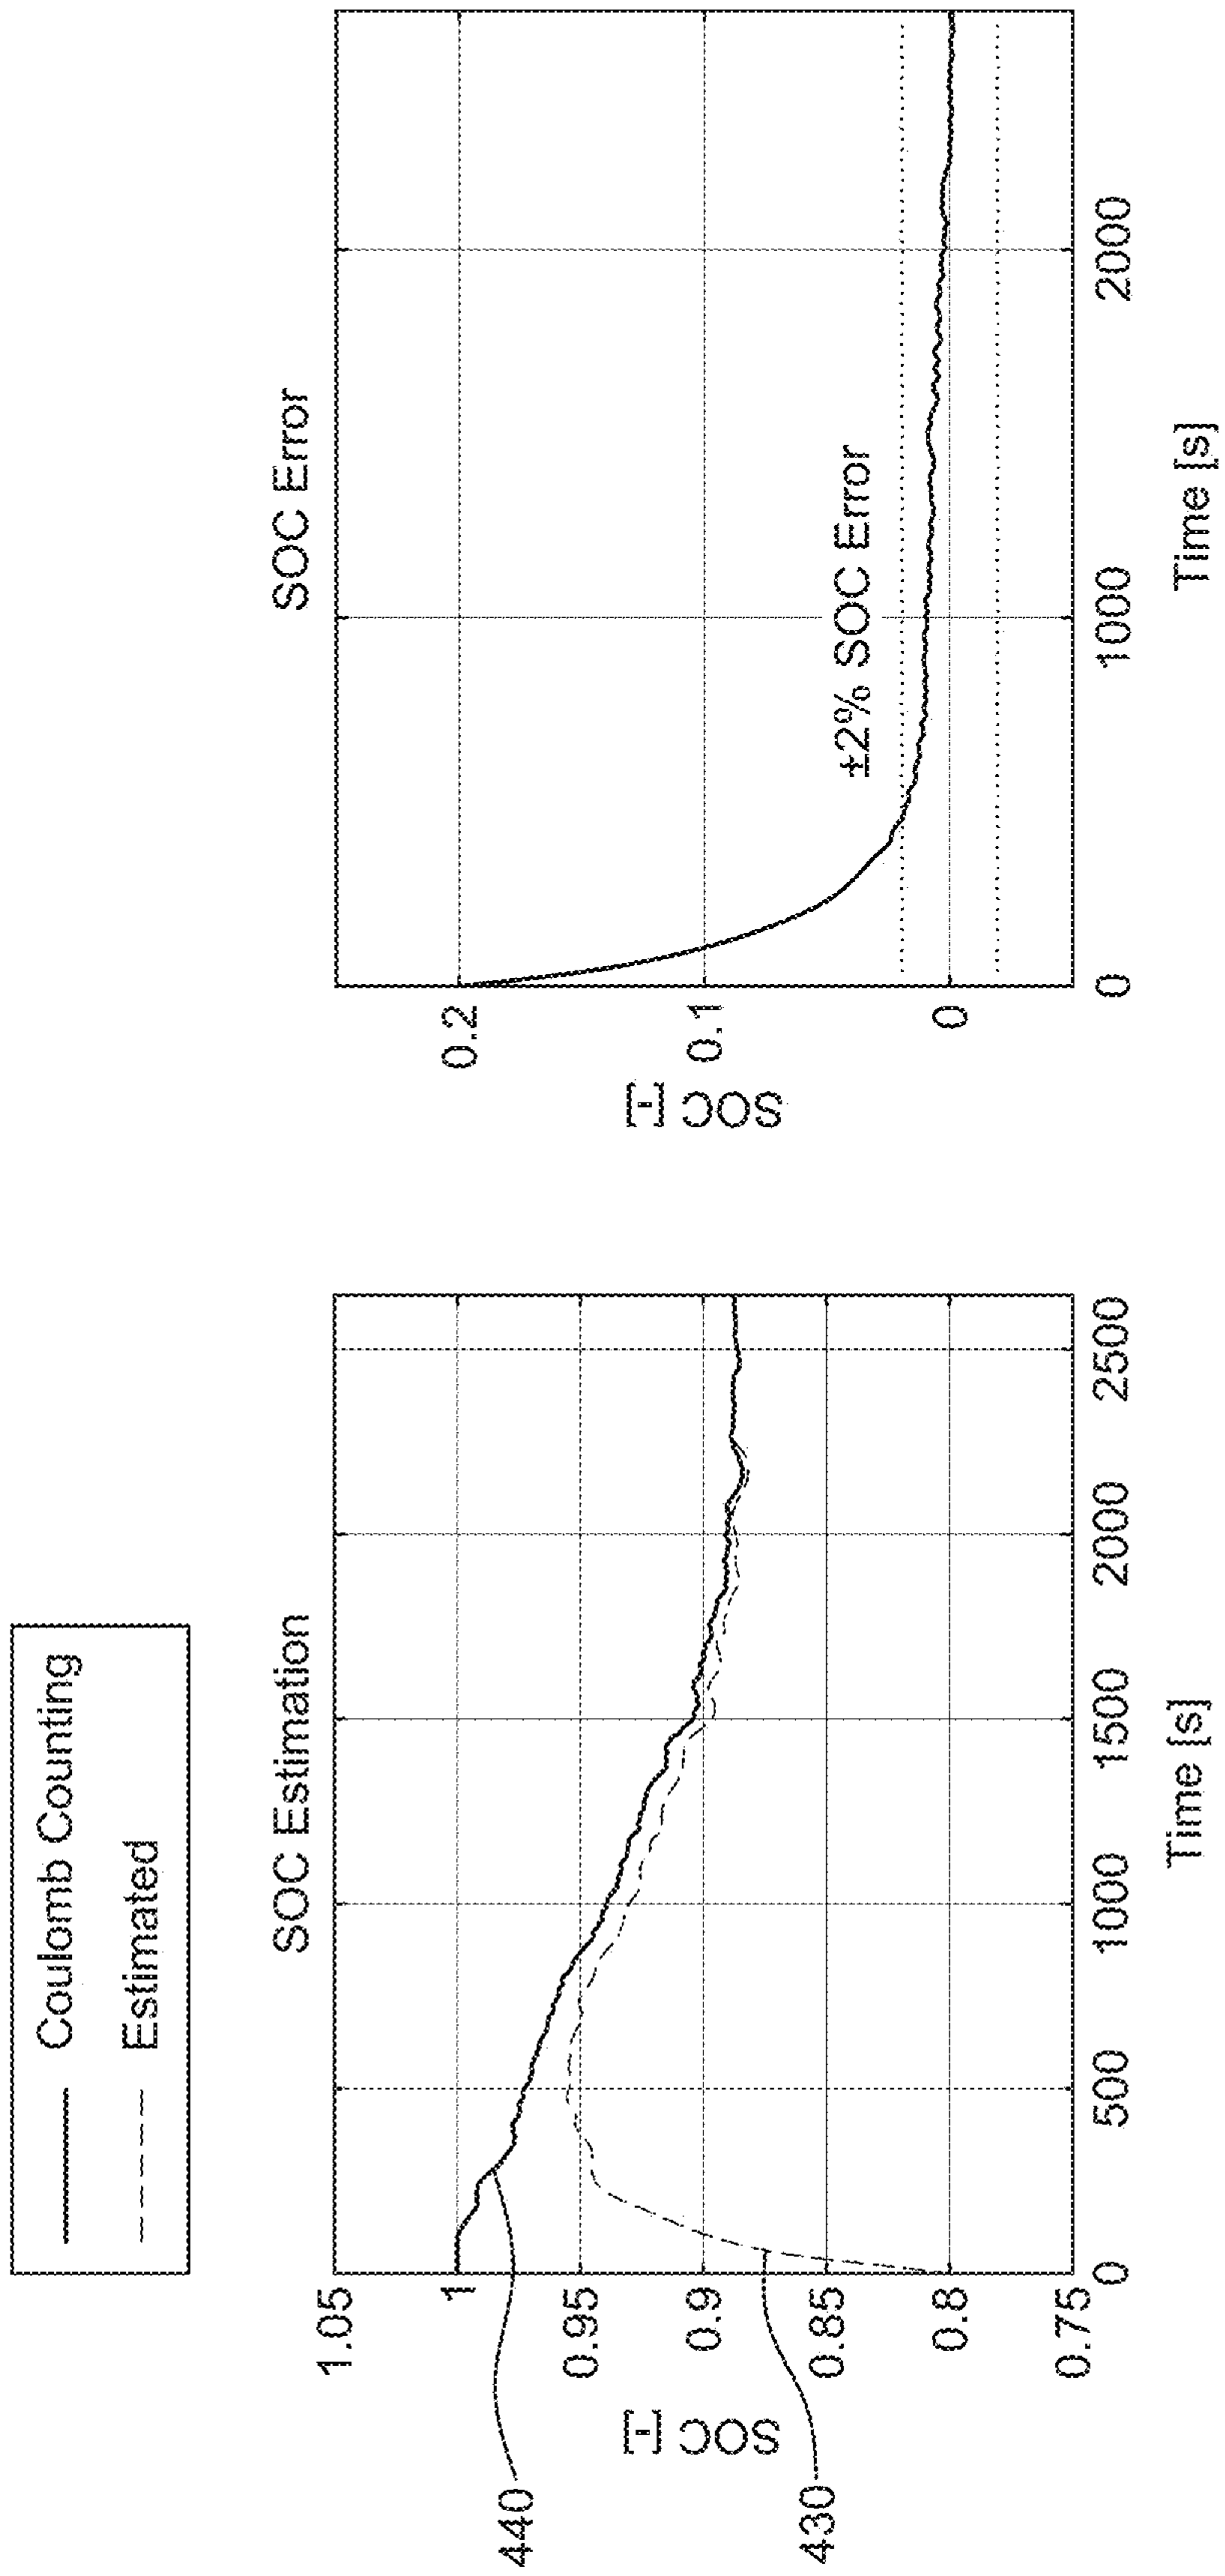 Coulomb Counting
Estimated
SOC Estimation
1.05
1
0.95
0.9
0.85
0.8
0.75
SOC [-]
440
430
0
500
1000
1500
2000
2500
Time [s]
SOC Error
0.2
0.1
0
SOC [-]
±2% SOC Error
0
1000
2000
Time [s]